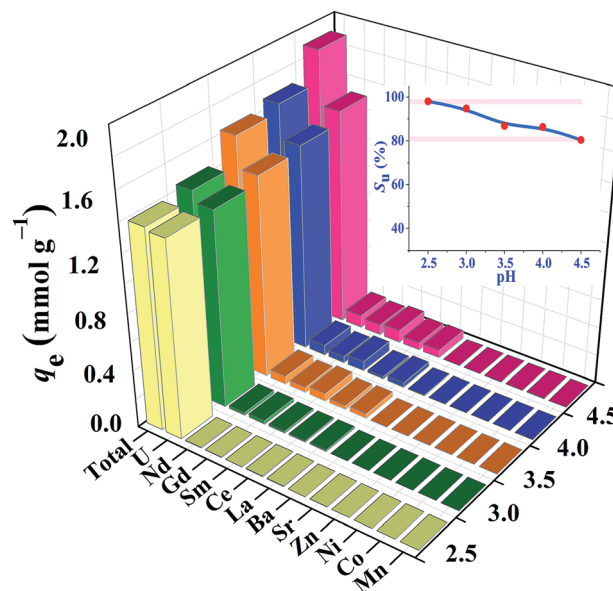 2.0
1.6
1.2
0.8
0.4
0.0
qe (mmol g⁻¹)
Total
U
Nd
Gd
Sm
Ce
La
Ba
Sr
Zn
Ni
Co
Mn
2.5
3.0
3.5
4.0
4.5
100
80
60
40
Su (%)
2.5 3.0 3.5 4.0 4.5
pH